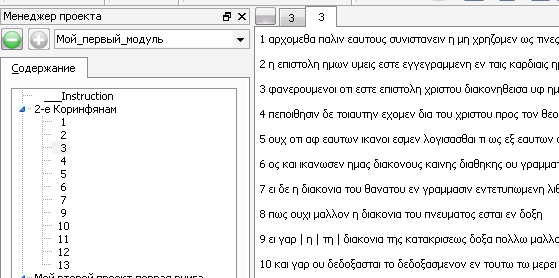 Менеджер проекта
Мой_первый_модуль
Содержание
___Instruction
2-е Коринфянам
1
2
3
4
5
6
7
9
10
11
12
13
Мой второй проект первая книга
3
3
1 αρχομεθα παλιν εαυτους συνιστανειν η μη χρηζομεν ως τινες
2 η επιστολη ημων υμεις εστε εγγεγραμμενη εν ταις καρδιαις
3 φανερουμενοι οτι εστε επιστολη χριστου διακονηθεισα υφ
4 πεποιθησιν δε τοιαυτην εχομεν δια του χριστου προς τον
5 ουχ οτι αφ εαυτων ικανοι εσμεν λογισασθαι τι ως εξ εαυτων
6 ος και ικανωσεν ημας διακονους καινης διαθηκης ου
7 ει δε η διακονια του θανατου εν γραμμασιν εντετυπωμενη
8 πως ουχι μαλλον η διακονια του πνευματος εσται εν δοξη
9 ει γαρ | η | τη | διακονια της κατακρισεως δοξα πολλω
10 και γαρ ου δεδοξασται το δεδοξασμενον εν τουτω τω μερει